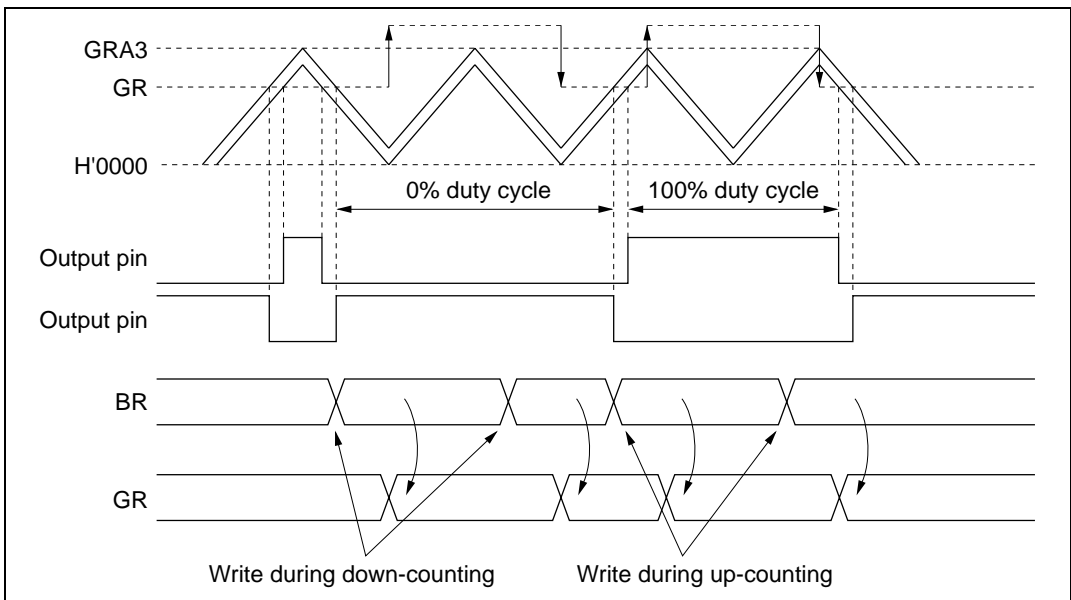 GRA3
GR
H'0000
0% duty cycle
100% duty cycle
Output pin
Output pin
BR
GR
Write during down-counting
Write during up-counting